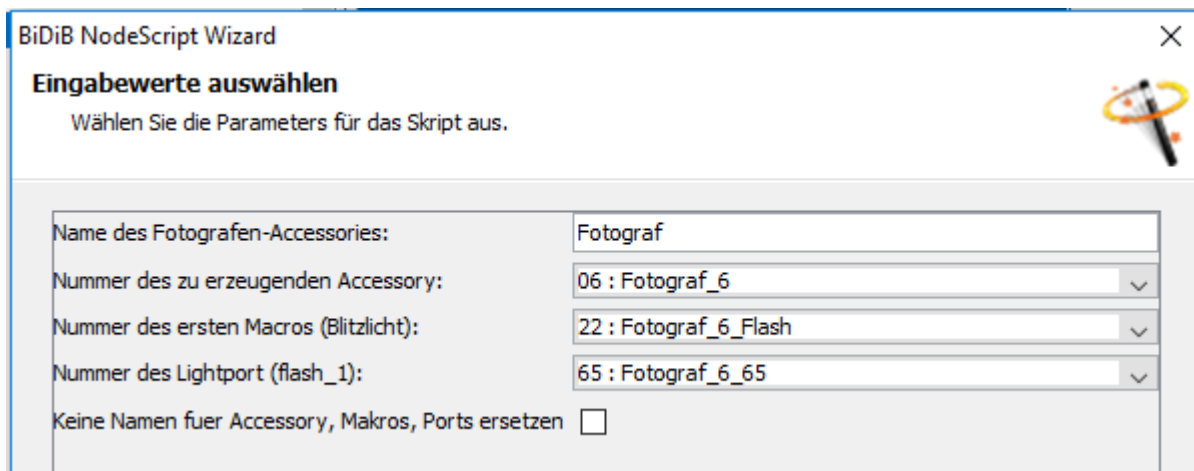 BiDiB NodeScript Wizard
Eingabewerte auswählen
Wählen Sie die Parameters für das Skript aus.
Name des Fotografen-Accessories: Fotograf
Nummer des zu erzeugenden Accessory: 06 : Fotograf_6
Nummer des ersten Macros (Blitzlicht): 22 : Fotograf_6_Flash
Nummer des Lightport (flash_1): 65 : Fotograf_6_65
Keine Namen fuer Accessory, Makros, Ports ersetzen